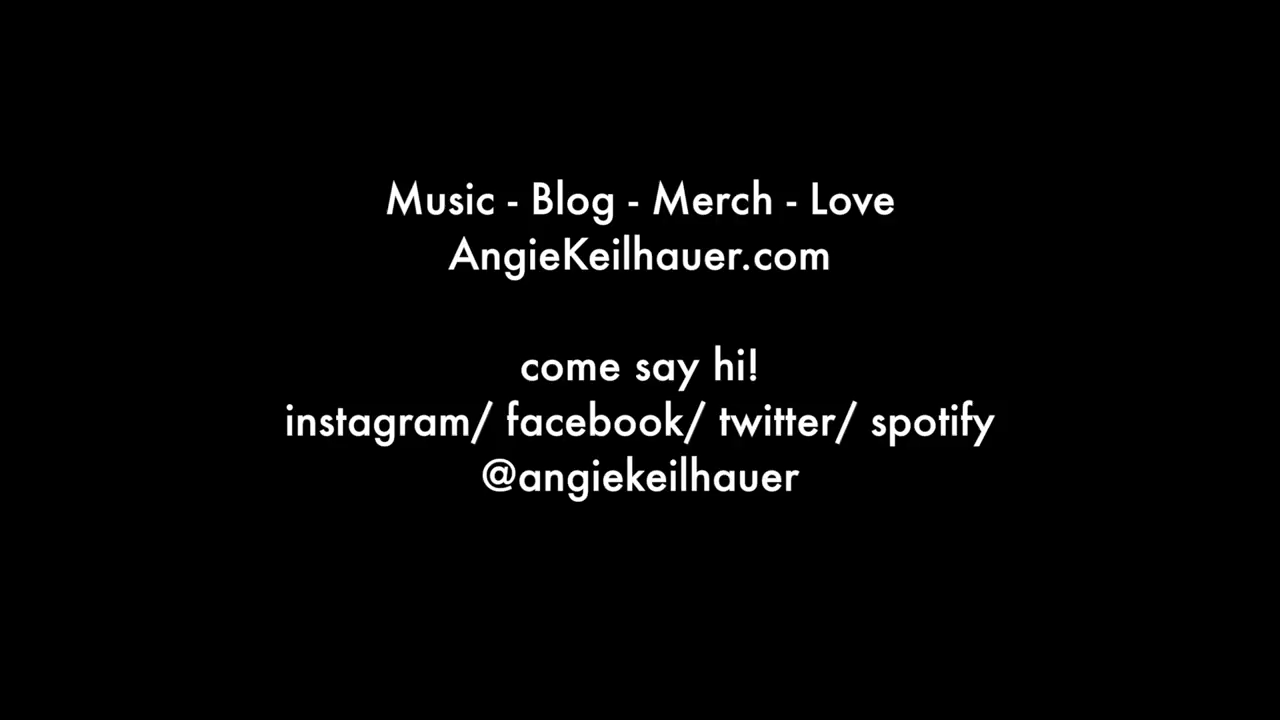 Music - Blog - Merch - Love
AngieKeilhauer.com
come say hi!
instagram/ facebook/ twitter/ spotify
@angiekeilhauer